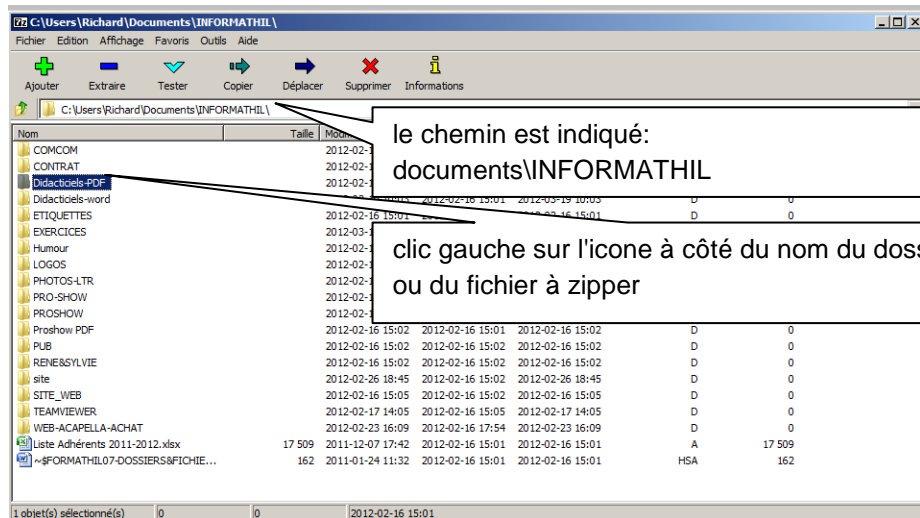 C:\Users\Richard\Documents\INFORMATHIL\
Fichier Edition Affichage Favoris Outils Aide
Ajouter Extraire Tester Copier Déplacer Supprimer Informations
C:\Users\Richard\Documents\INFORMATHIL\
le chemin est indiqué:
documents\INFORMATHIL
Nom Taille
COMCOM
CONTRAT
Didacticiels-PDF
Didacticiels-word D 0
ETIQUETTES 2012-02-16 15:01 D 0
EXERCICES
clic gauche sur l'icone à côté du nom du doss
ou du fichier à zipper
Humour
LOGOS
PHOTOS-LTR
PRO-SHOW
PROSHOW
Proshow PDF 2012-02-16 15:02 2012-02-16 15:01 2012-02-16 15:02 D 0
PUB 2012-02-16 15:02 2012-02-16 15:02 2012-02-16 15:02 D 0
RENE&SYLVIE 2012-02-16 15:02 2012-02-16 15:02 2012-02-16 15:02 D 0
site 2012-02-26 18:45 2012-02-16 15:02 2012-02-26 18:45 D 0
SITE_WEB 2012-02-16 15:05 2012-02-16 15:02 2012-02-16 15:05 D 0
TEAMVIEWER 2012-02-17 14:05 2012-02-16 15:05 2012-02-17 14:05 D 0
WEB-ACAPELLA-ACHAT 2012-02-23 16:09 2012-02-16 17:54 2012-02-23 16:09 D 0
Liste Adhérents 2011-2012.xlsx 17 509 2011-12-07 17:42 2012-02-16 15:01 2012-02-16 15:01 A 17 509
~$FORMATHIL07-DOSSIERS&FICHIE... 162 2011-01-24 11:32 2012-02-16 15:01 2012-02-16 15:01 HSA 162
1 objet(s) sélectionné(s) 0 0 2012-02-16 15:01